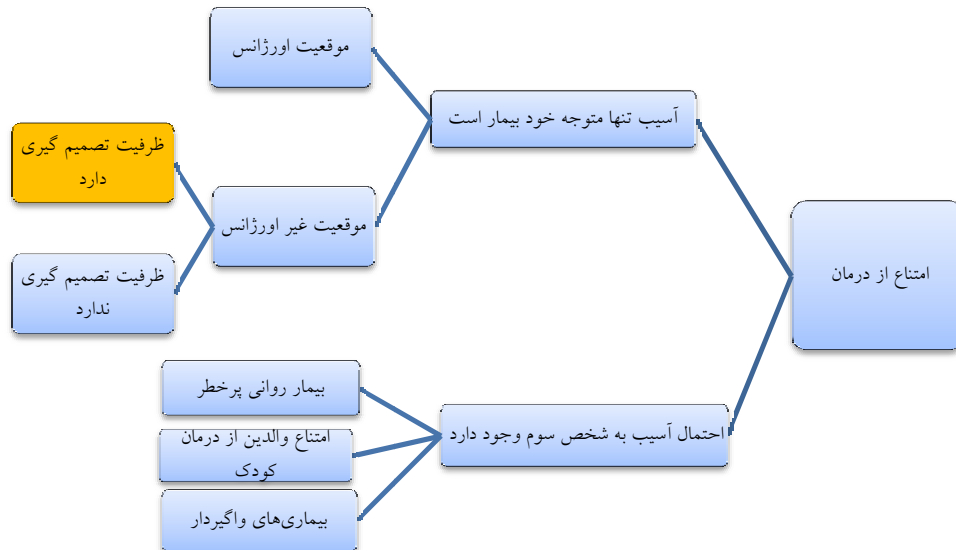 امتناع از درمان
آسیب تنها متوجه خود بیمار است
موقعیت اورژانس
موقعیت غیر اورژانس
ظرفیت تصمیم گیری
دارد
ظرفیت تصمیم گیری
ندارد
احتمال آسیب به شخص سوم وجود دارد
بیمار روانی پرخطر
امتناع والدین از درمان
کودک
بیماری‌های واگیردار